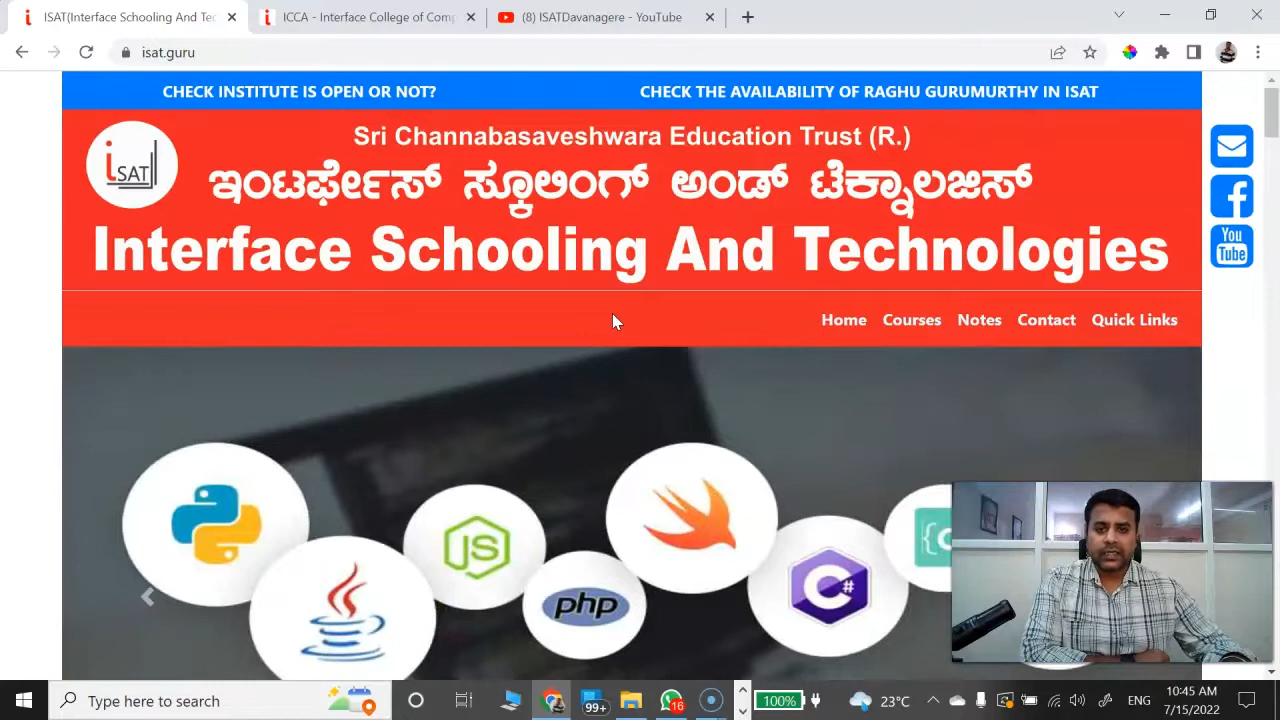 ISAT(Interface Schooling And Tec
ICCA - Interface College of Comp
(8) ISATDavanagere - YouTube
isat.guru
CHECK INSTITUTE IS OPEN OR NOT?
CHECK THE AVAILABILITY OF RAGHU GURUMURTHY IN ISAT
Sri Channabasaveshwara Education Trust (R.)
iSAT
ಇಂಟರ್ಫೇಸ್ ಸ್ಕೂಲಿಂಗ್ ಅಂಡ್ ಟೆಕ್ನಾಲಜಿಸ್
Interface Schooling And Technologies
You Tube
Home Courses Notes Contact Quick Links
JS
php
C#
Type here to search
99+
16
100%
23°C
ENG
10:45 AM
7/15/2022